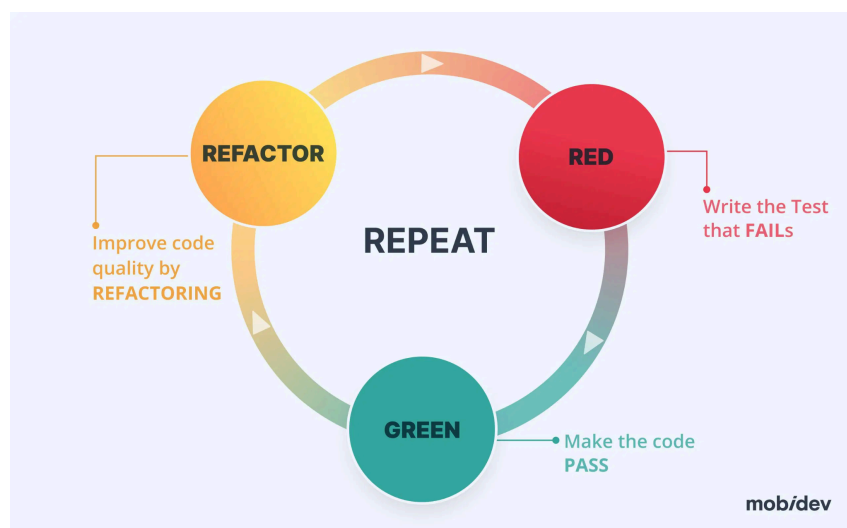 REFACTOR
RED
Write the Test
that FAILs
REPEAT
Improve code
quality by
REFACTORING
GREEN
Make the code
PASS
mobidev